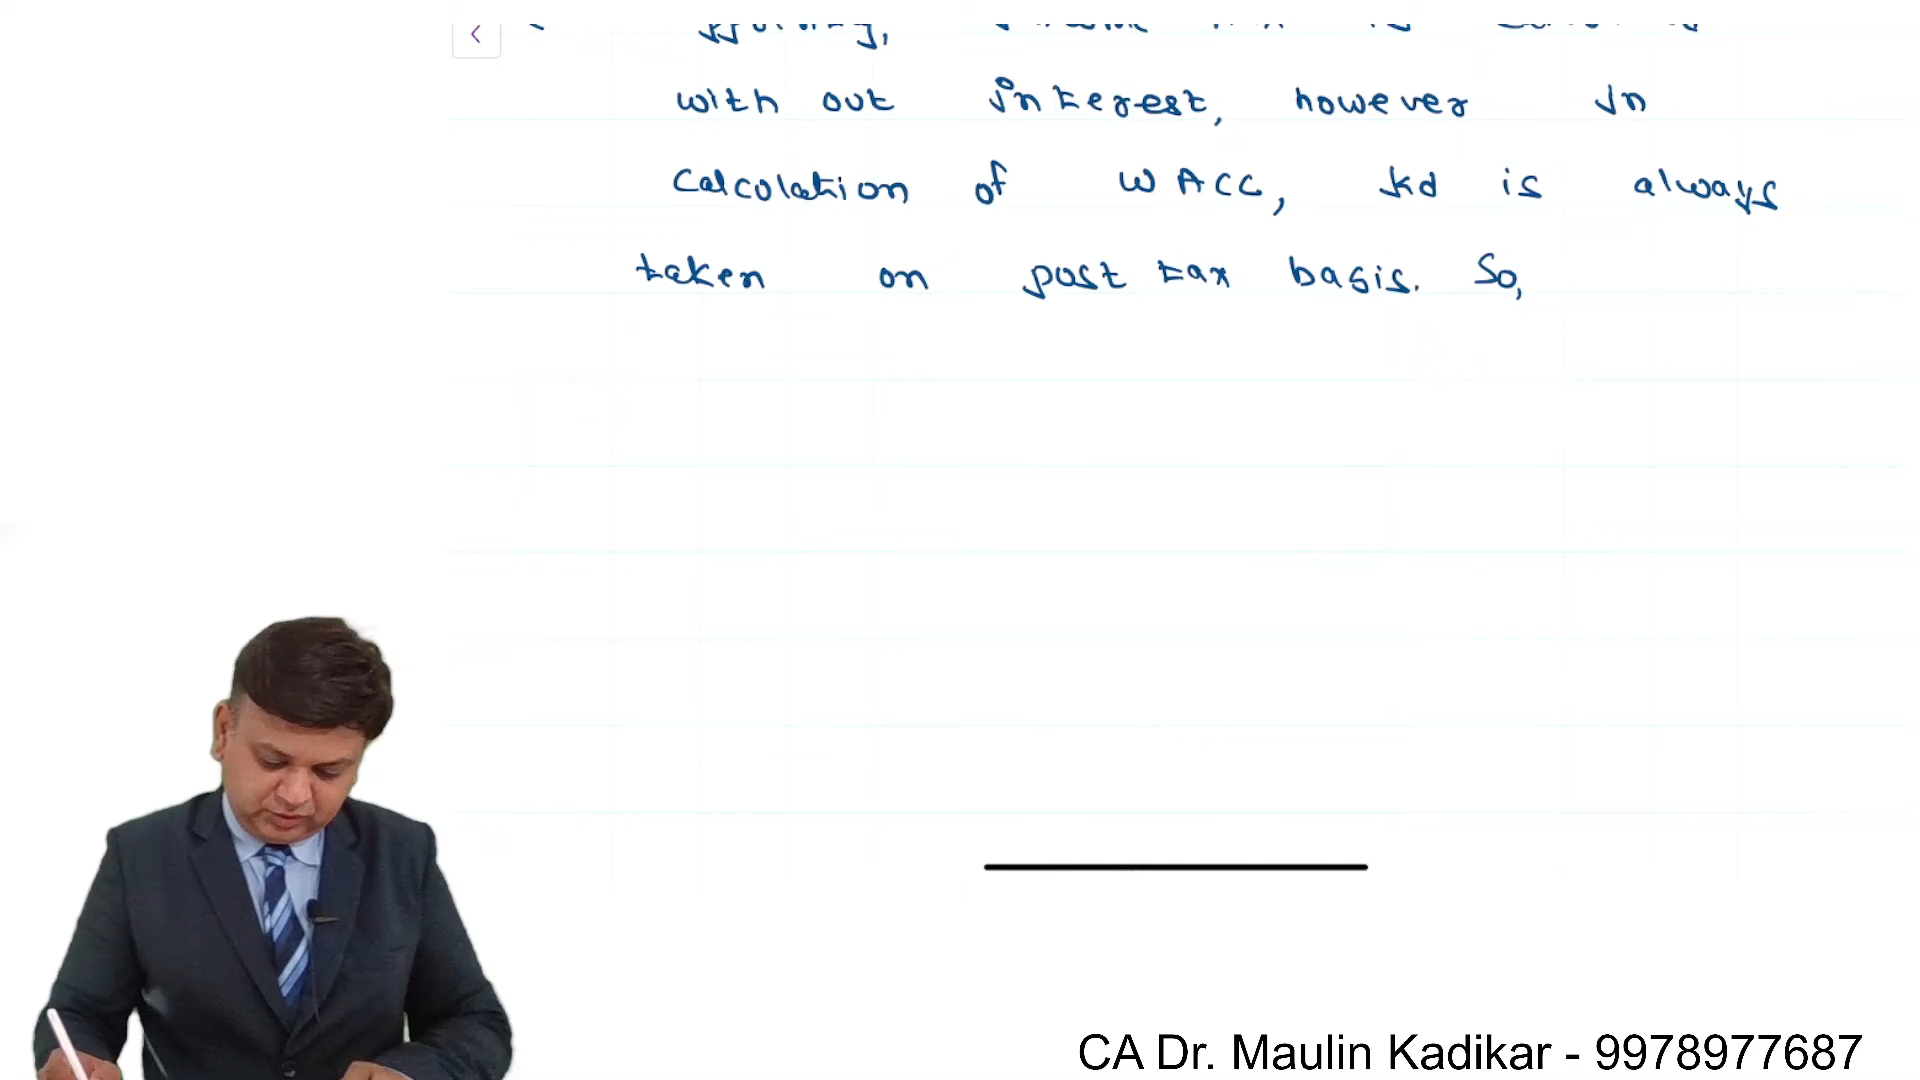 with out interest, however in
calculation of WACC, kd is always
taken on post tax basis. So,
CA Dr. Maulin Kadikar - 9978977687